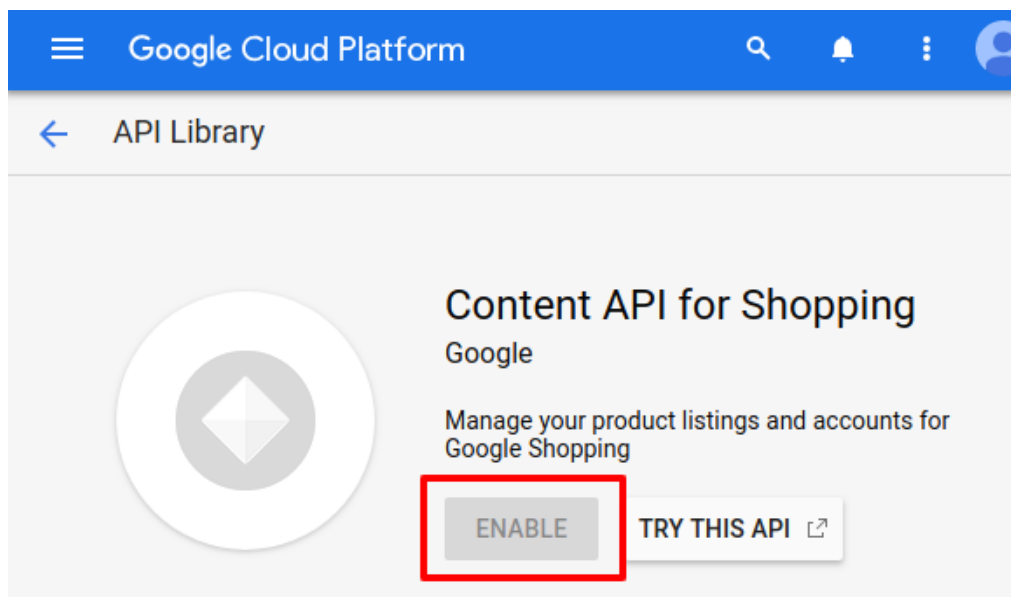 Google Cloud Platform
API Library
Content API for Shopping
Google
Manage your product listings and accounts for
Google Shopping
ENABLE TRY THIS API